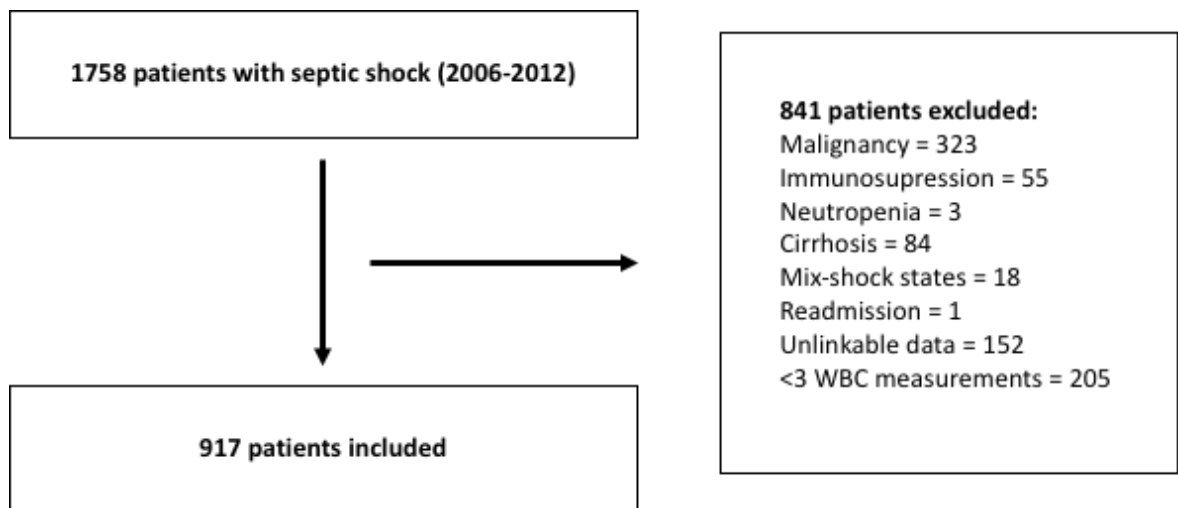 1758 patients with septic shock (2006-2012)
841 patients excluded:
Malignancy = 323
Immunosupression = 55
Neutropenia = 3
Cirrhosis = 84
Mix-shock states = 18
Readmission = 1
Unlinkable data = 152
<3 WBC measurements = 205
917 patients included